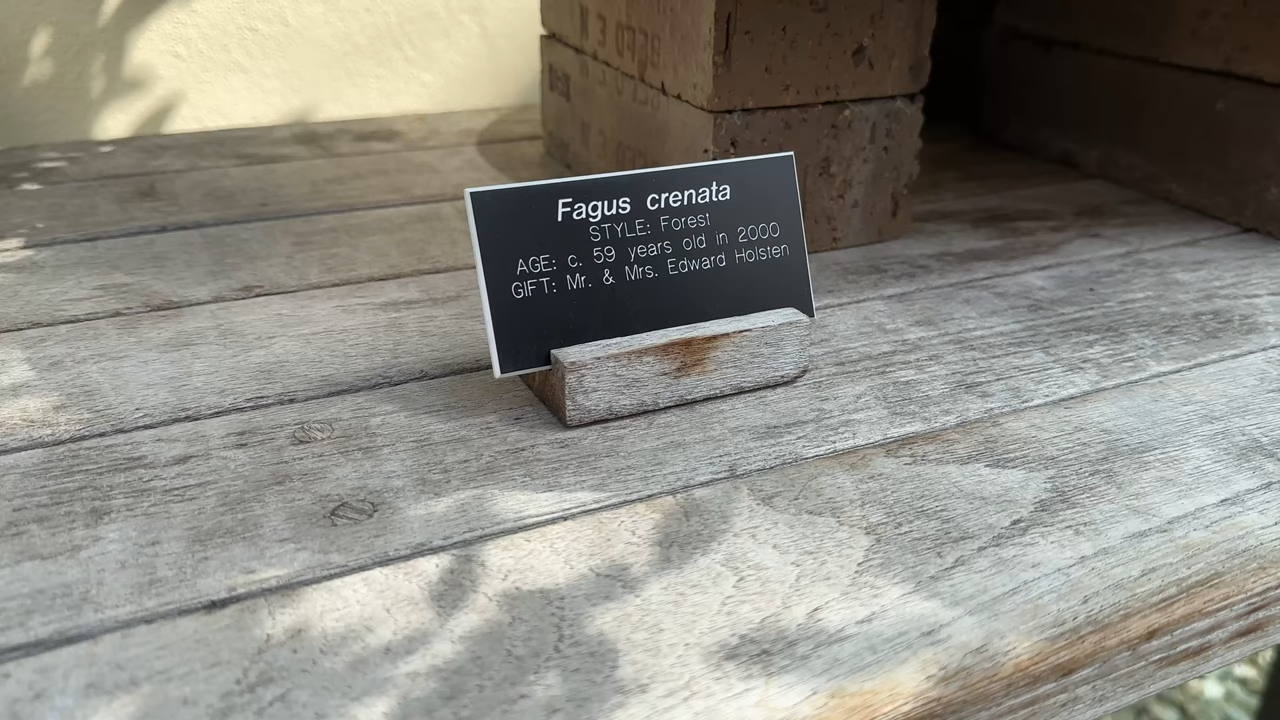 Fagus crenata
STYLE: Forest
AGE: c. 59 years old in 2000
GIFT: Mr. & Mrs. Edward Holsten